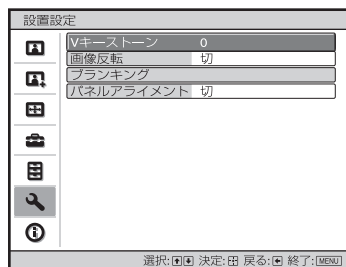 設置設定
Vキーストーン 0
画像反転 切
ブランキング
パネルアライメント 切
選択: 決定: 戻る: 終了:MENU